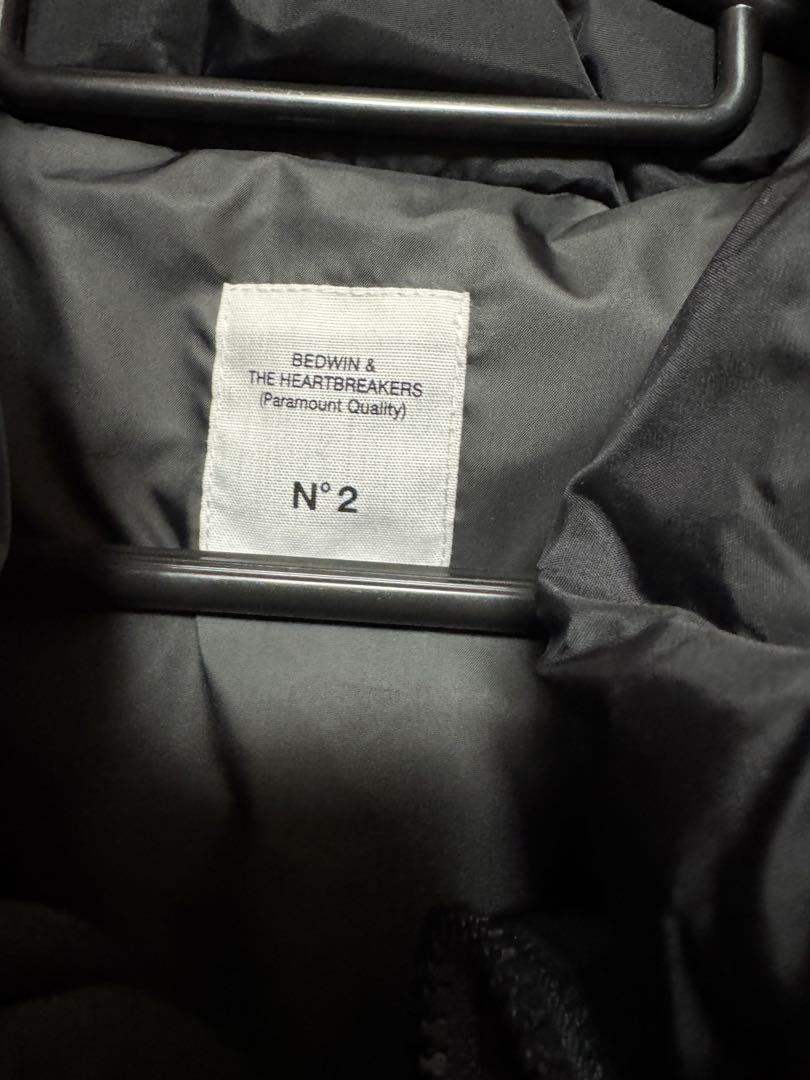 BEDWIN &
THE HEARTBREAKERS
(Paramount Quality)
N° 2